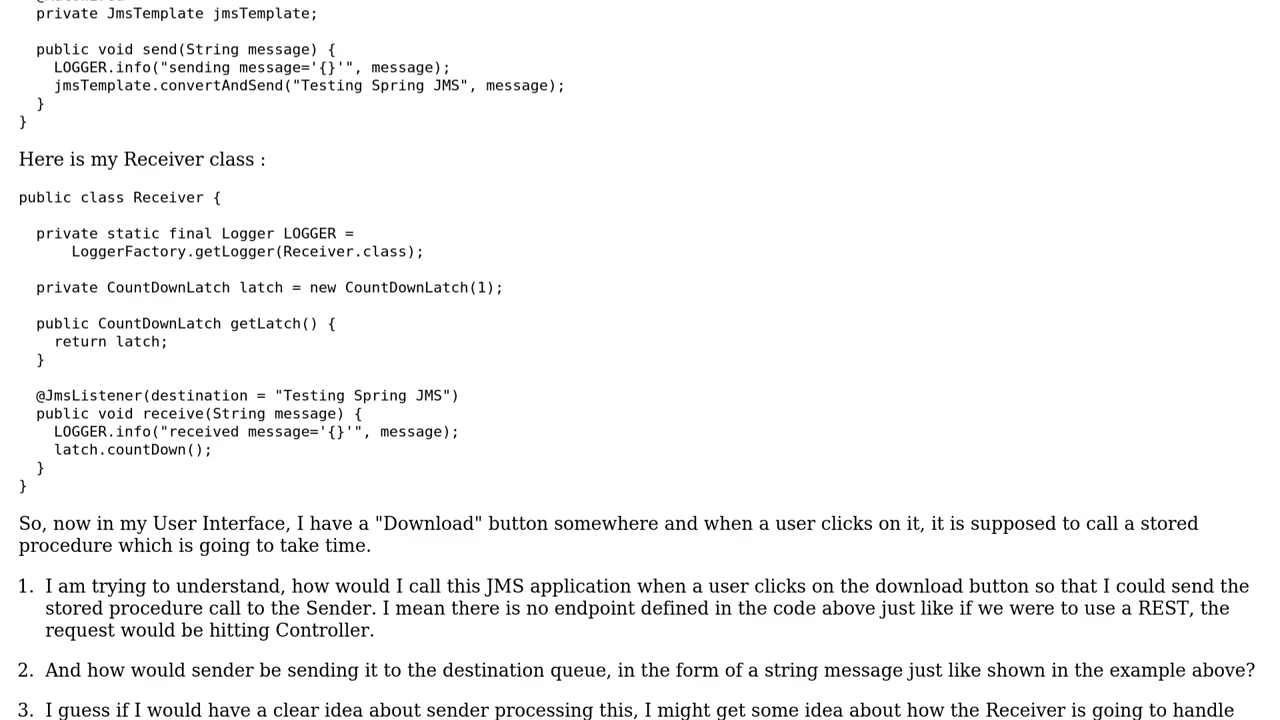 private JmsTemplate jmsTemplate;
public void send(String message) {
LOGGER.info("sending message='{}'", message);
jmsTemplate.convertAndSend("Testing Spring JMS", message);
}
}
Here is my Receiver class :
public class Receiver {
private static final Logger LOGGER =
LoggerFactory.getLogger(Receiver.class);
private CountDownLatch latch = new CountDownLatch(1);
public CountDownLatch getLatch() {
return latch;
}
@JmsListener(destination = "Testing Spring JMS")
public void receive(String message) {
LOGGER.info("received message='{}'", message);
latch.countDown();
}
}
So, now in my User Interface, I have a "Download" button somewhere and when a user clicks on it, it is supposed to call a stored
procedure which is going to take time.
1. I am trying to understand, how would I call this JMS application when a user clicks on the download button so that I could send the
stored procedure call to the Sender. I mean there is no endpoint defined in the code above just like if we were to use a REST, the
request would be hitting Controller.
2. And how would sender be sending it to the destination queue, in the form of a string message just like shown in the example above?
3. I guess if I would have a clear idea about sender processing this, I might get some idea about how the Receiver is going to handle